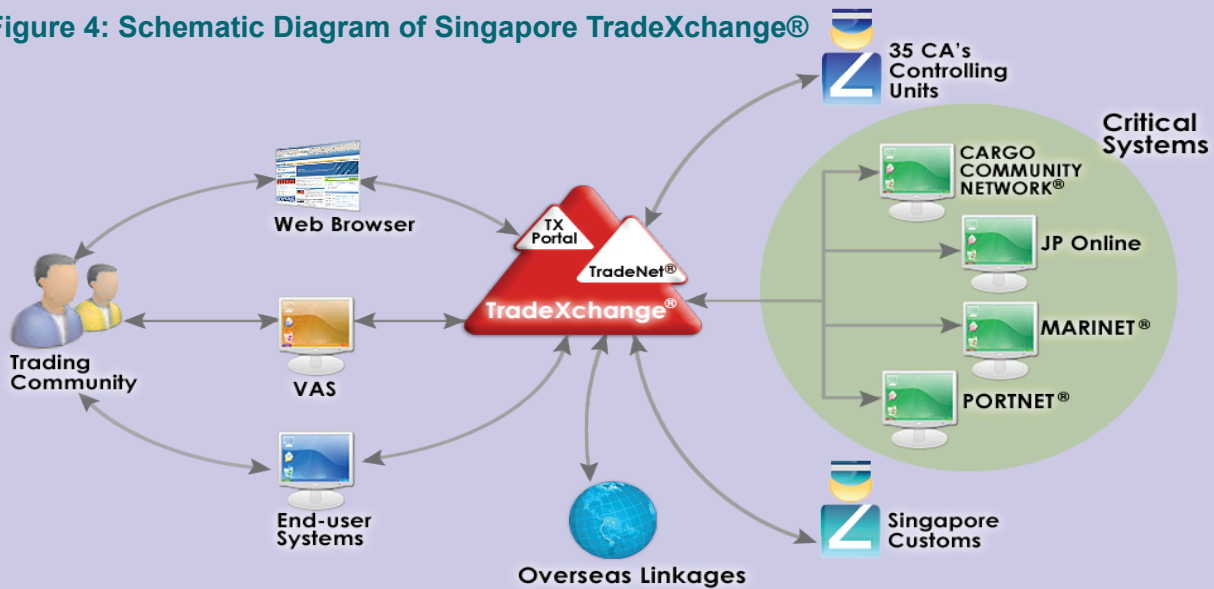 Figure 4: Schematic Diagram of Singapore TradeXchange®
35 CA's
Controlling
Units
Critical
Systems
CARGO
COMMUNITY
NETWORK®
JP Online
MARINET®
PORTNET®
Web Browser
TX
Portal
TradeNet®
TradeXchange®
Trading
Community
VAS
End-user
Systems
Singapore
Customs
Overseas Linkages